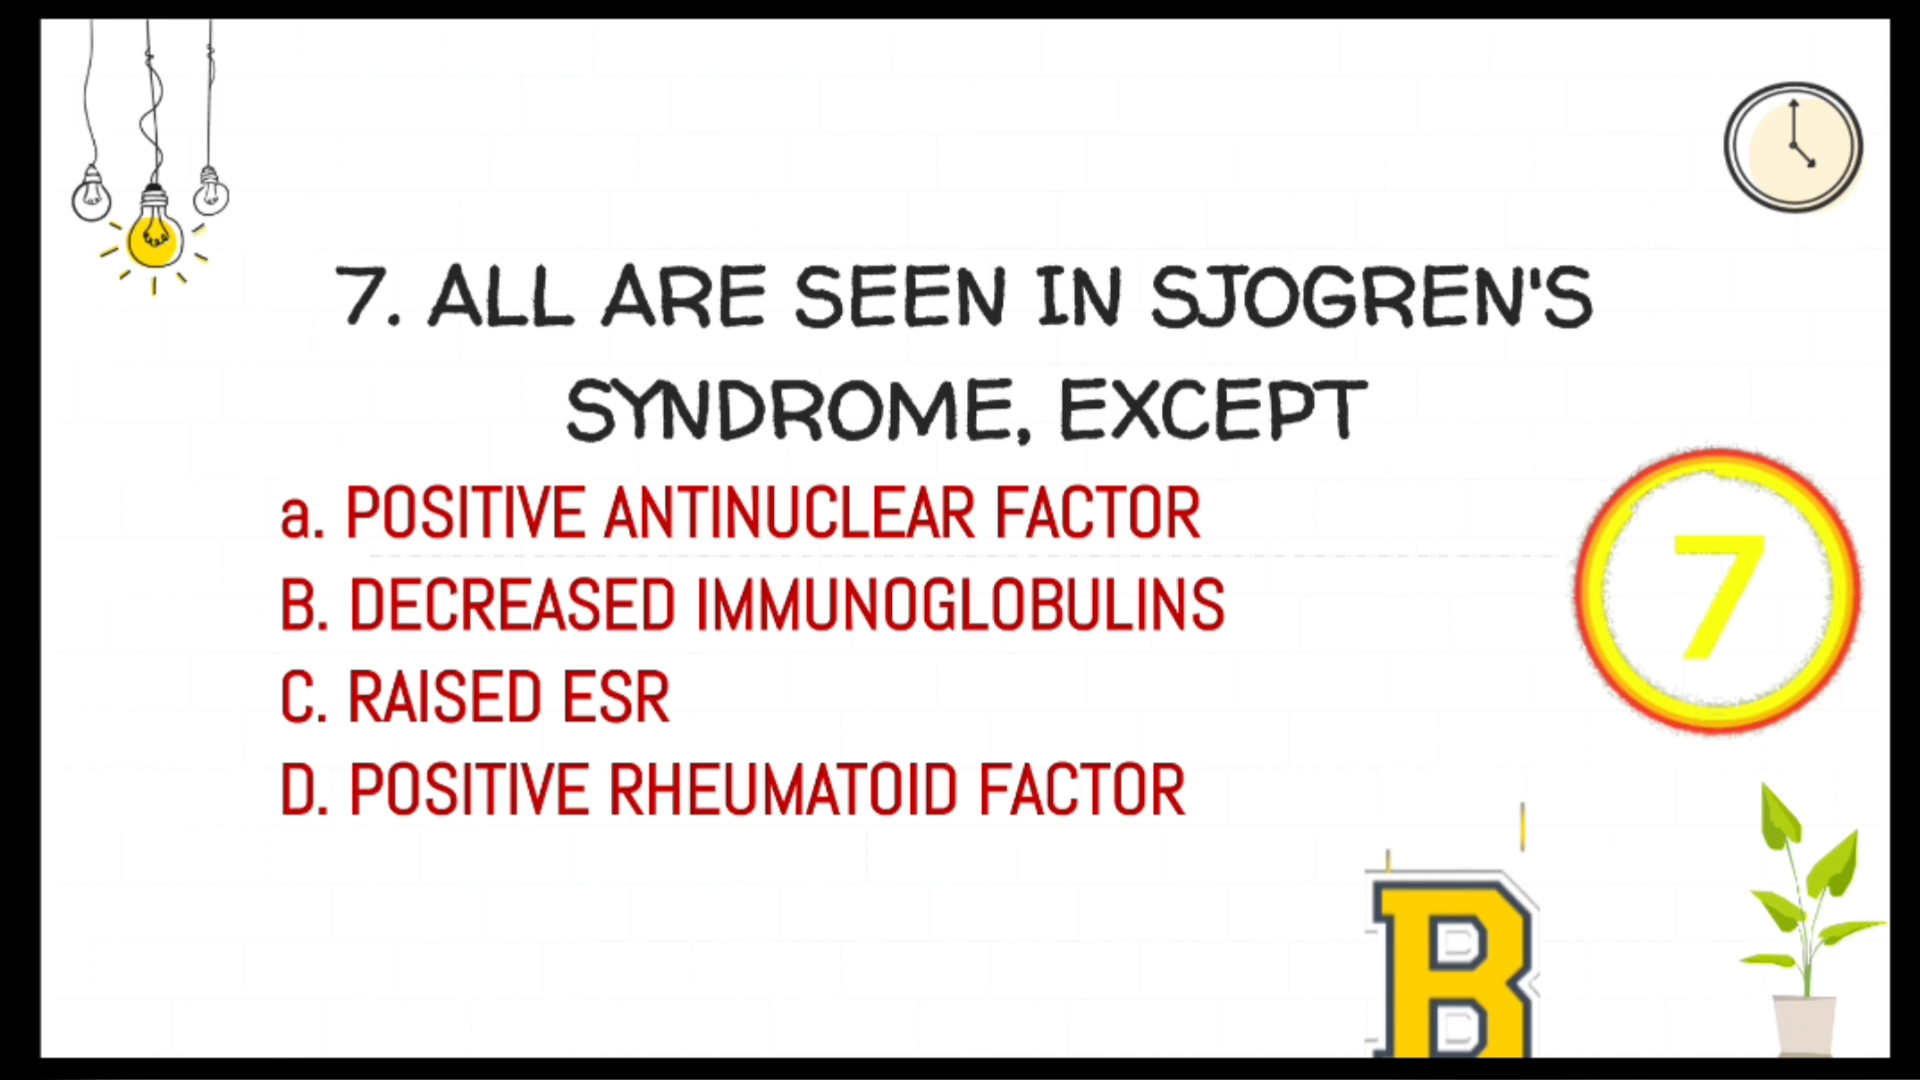 7. ALL ARE SEEN IN SJOGREN'S
SYNDROME, EXCEPT
a. POSITIVE ANTINUCLEAR FACTOR
B. DECREASED IMMUNOGLOBULINS
C. RAISED ESR
D. POSITIVE RHEUMATOID FACTOR
7
B